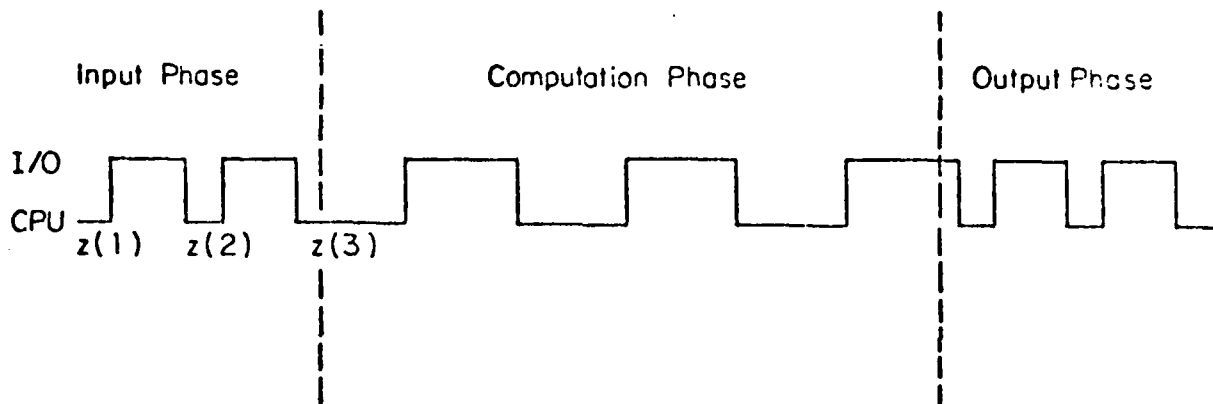 Input Phase
Computation Phase
Output Phase
I/O
CPU
z(1)
z(2)
z(3)